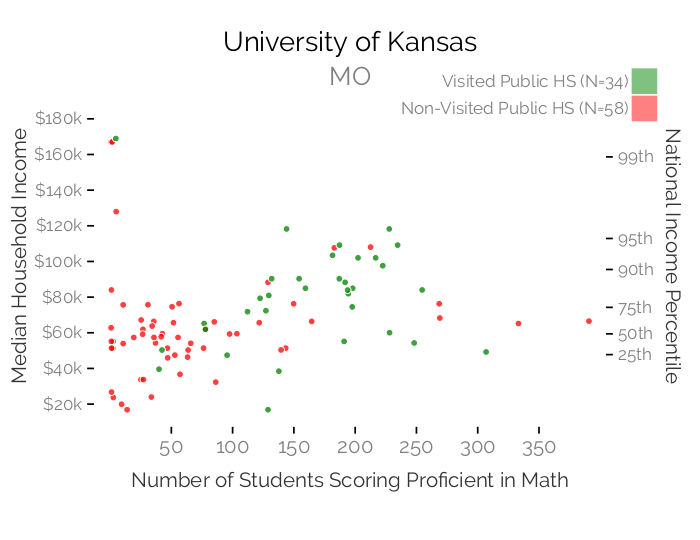 University of Kansas
MO
Visited Public HS (N=34)
Non-Visited Public HS (N=58)
Median Household Income
$180k
$160k
$140k
$120k
$100k
$80k
$60k
$40k
$20k
99th
95th
90th
75th
50th
25th
National Income Percentile
50 100 150 200 250 300 350
Number of Students Scoring Proficient in Math